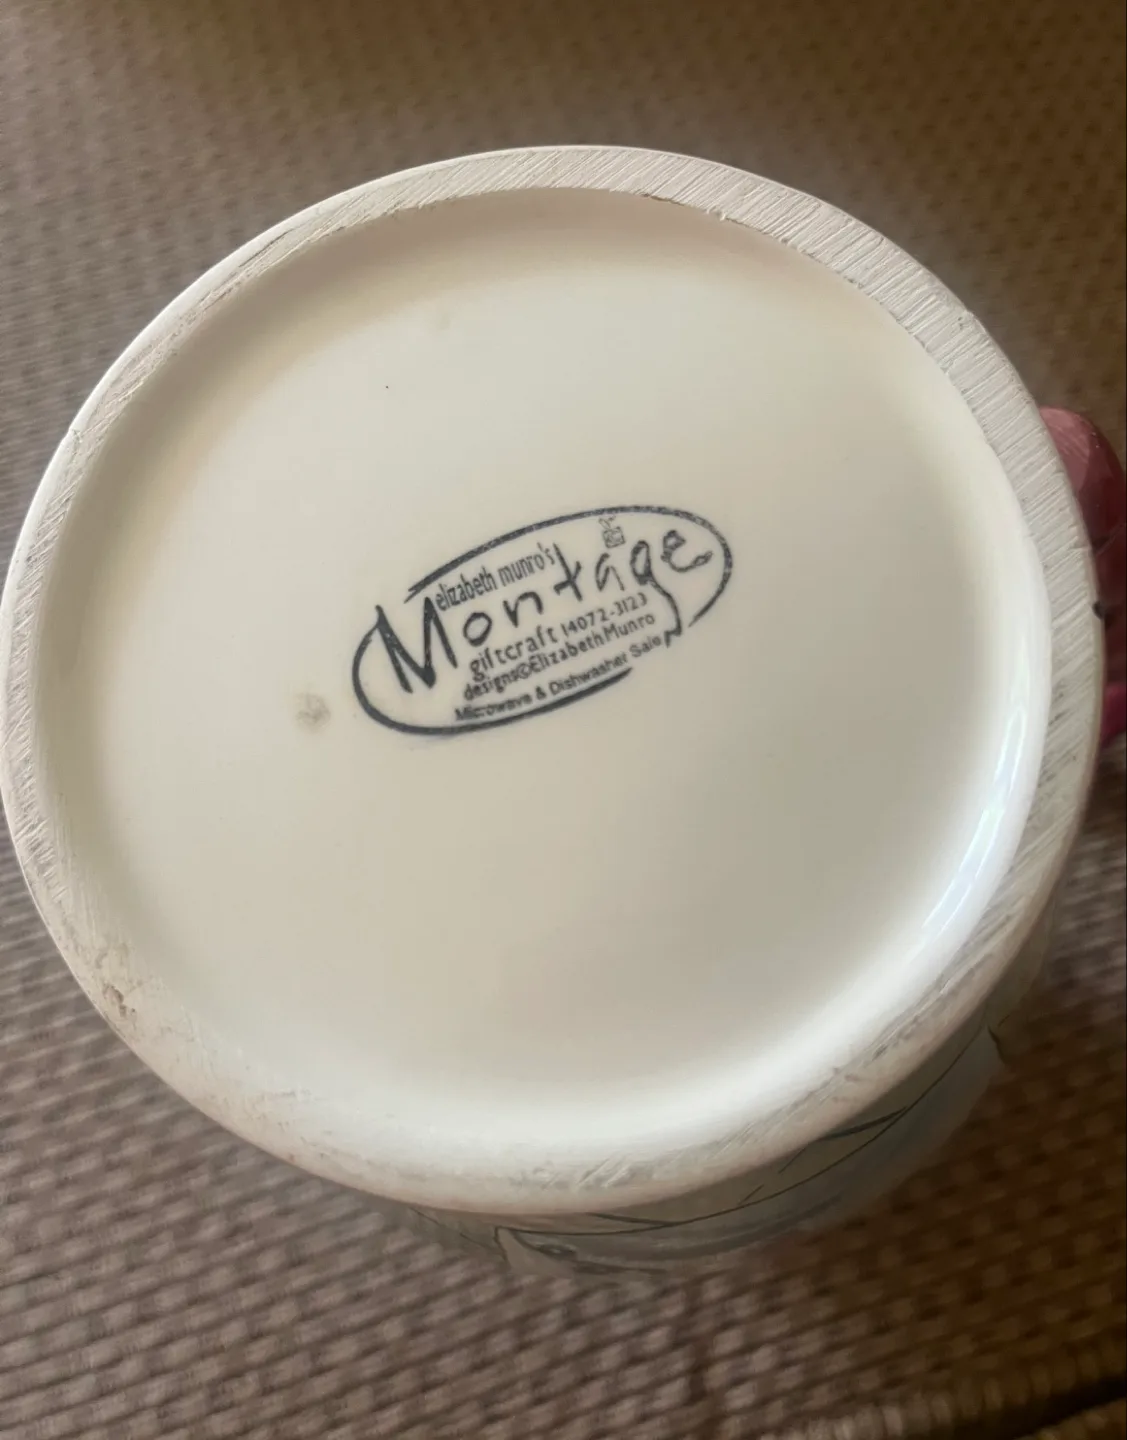 elizabeth munro's
Montage
giftcraft 14072-3123
designs©Elizabeth Munro
Microwave & Dishwasher Safe